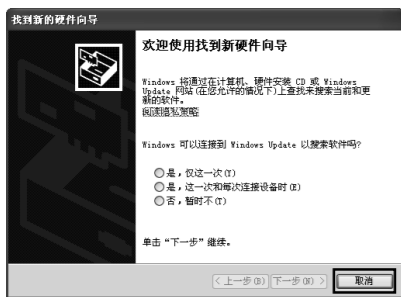 找到新的硬件向导
欢迎使用找到新硬件向导
Windows 将通过在计算机、硬件安装 CD 或 Windows
Update 网站(在您允许的情况下)上查找来搜索当前和更
新的软件。
阅读隐私策略
Windows 可以连接到 Windows Update 以搜索软件吗?
是，仅这一次(T)
是，这一次和每次连接设备时(E)
否，暂时不(T)
单击“下一步”继续。
< 上一步(B) 下一步(N) > 取消